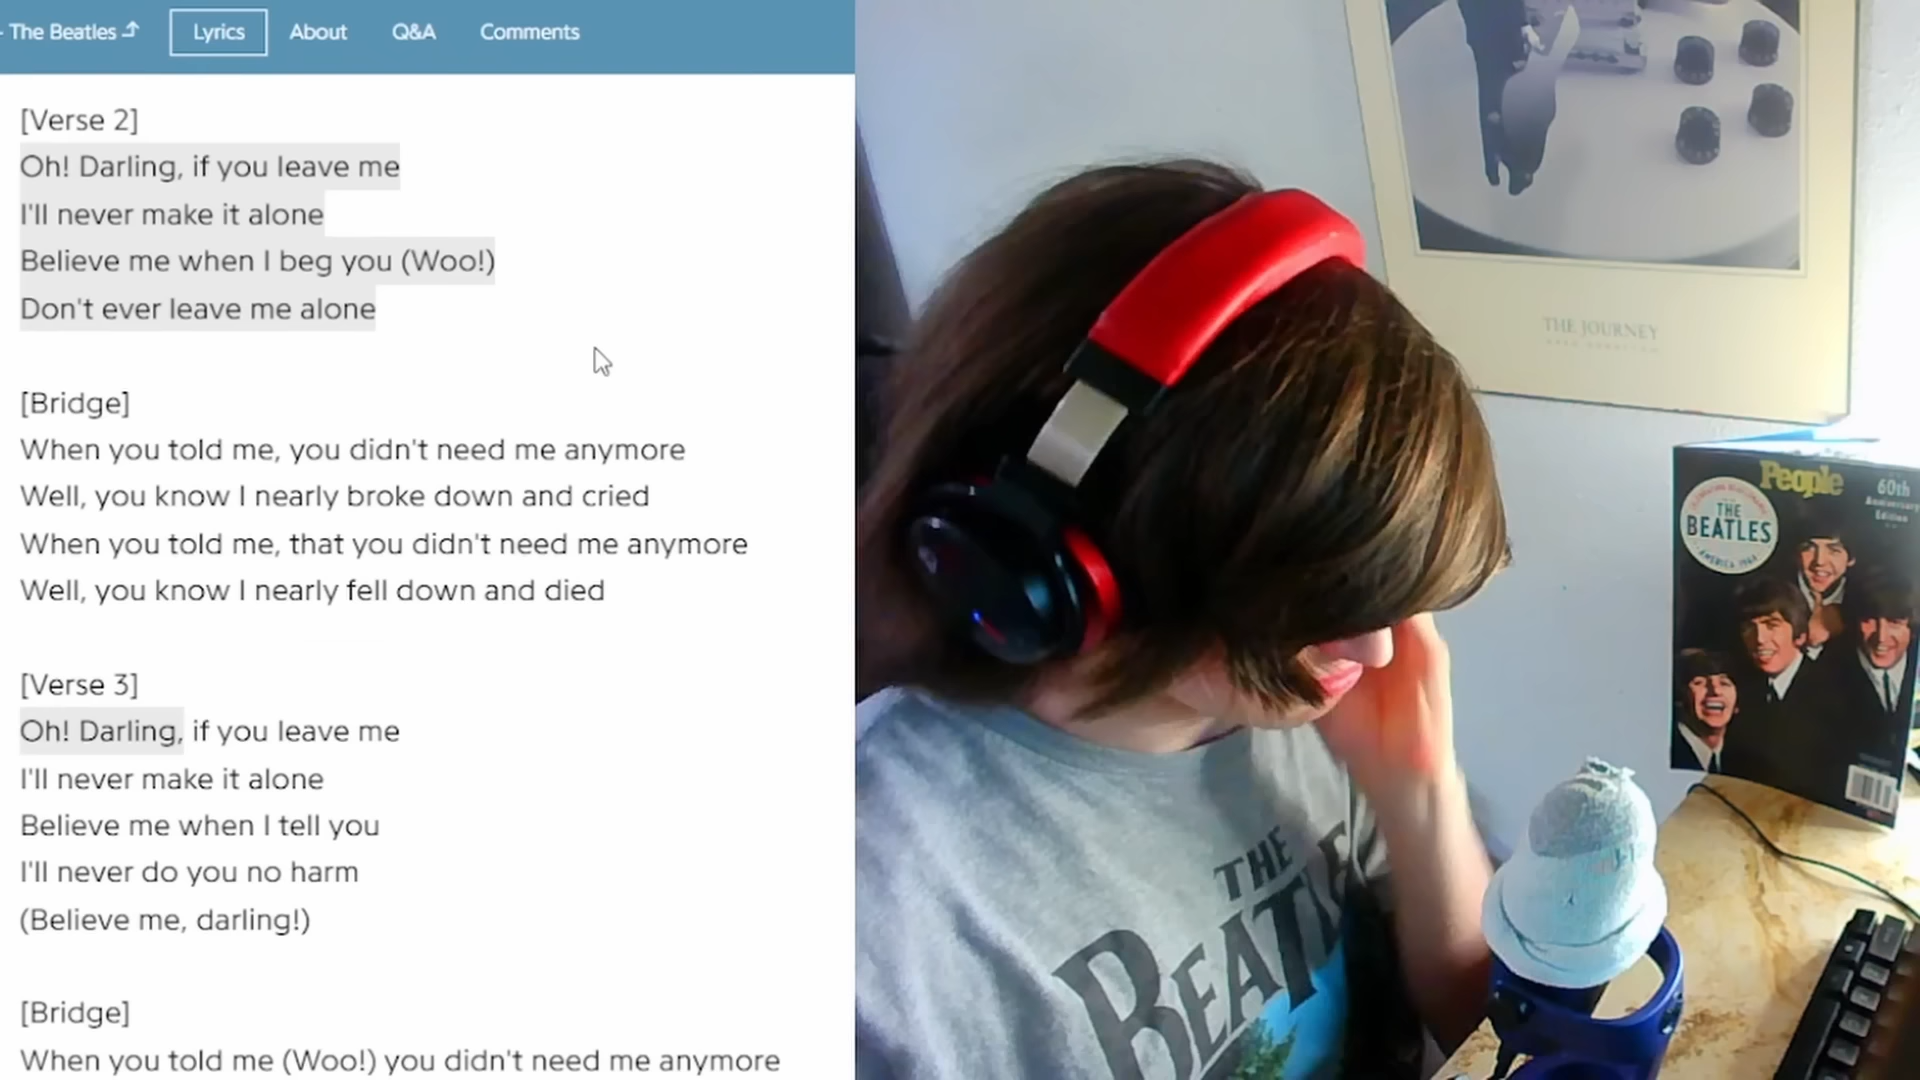 - The Beatles
Lyrics
About
Q&A
Comments
[Verse 2]
Oh! Darling, if you leave me
I'll never make it alone
Believe me when I beg you (Woo!)
Don't ever leave me alone
[Bridge]
When you told me, you didn't need me anymore
Well, you know I nearly broke down and cried
When you told me, that you didn't need me anymore
Well, you know I nearly fell down and died
[Verse 3]
Oh! Darling, if you leave me
I'll never make it alone
Believe me when I tell you
I'll never do you no harm
(Believe me, darling!)
[Bridge]
When you told me (Woo!) you didn't need me anymore
THE JOURNEY
People
60th
Anniversary
Edition
THE
BEATLES
AMERICA 1964
THE
BEATLE